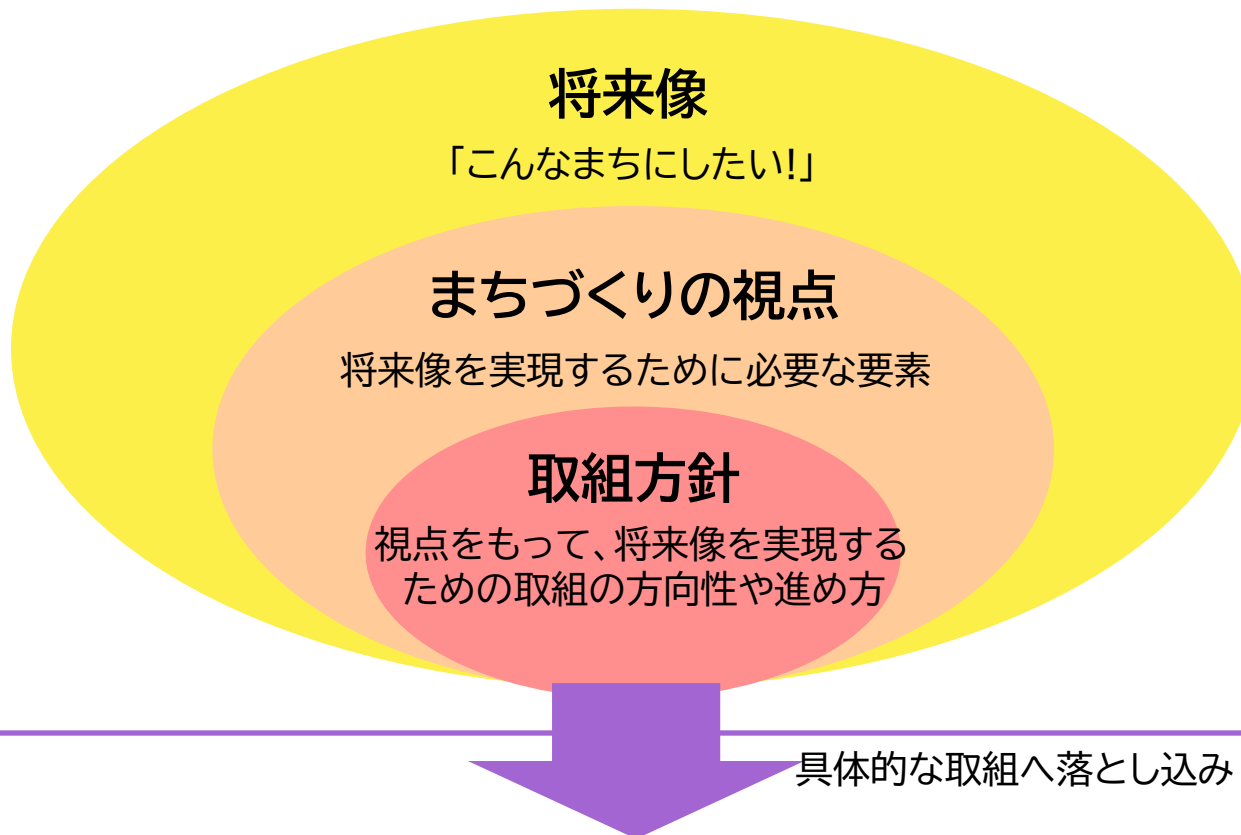 将来像
「こんなまちにしたい!」
まちづくりの視点
将来像を実現するために必要な要素
取組方針
視点をもって、将来像を実現する
ための取組の方向性や進め方
具体的な取組へ落とし込み